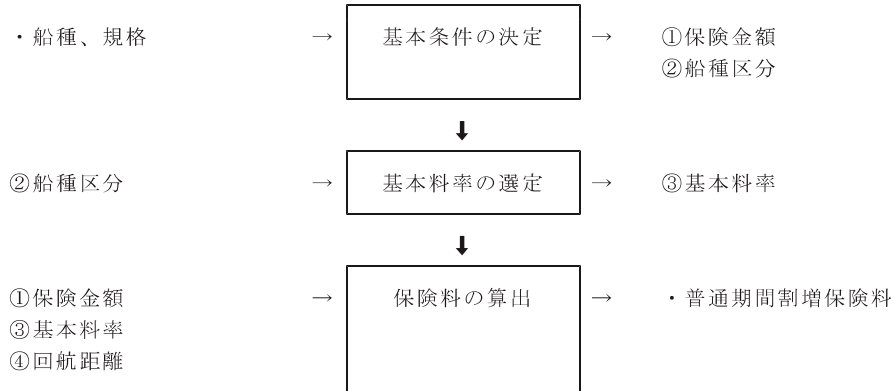 ・船種、規格 → 基本条件の決定 → ①保険金額
②船種区分
②船種区分 → 基本料率の選定 → ③基本料率
①保険金額 → 保険料の算出 → ・普通期間割増保険料
③基本料率
④回航距離